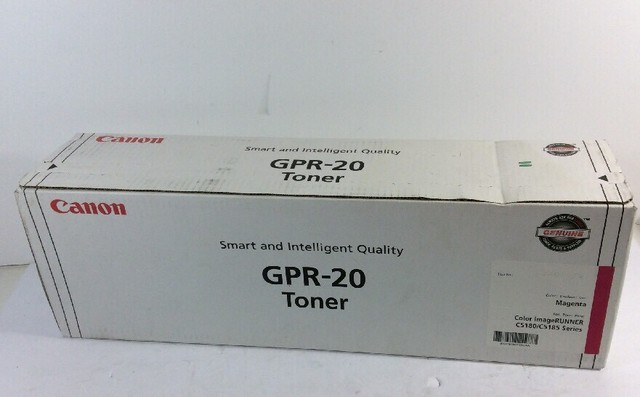 Canon
Smart and Intelligent Quality
GPR-20
Toner
Canon
Smart and Intelligent Quality
GPR-20
Toner
GENUINE
Magenta
Color imageRUNNER
C5180/C5185 Series